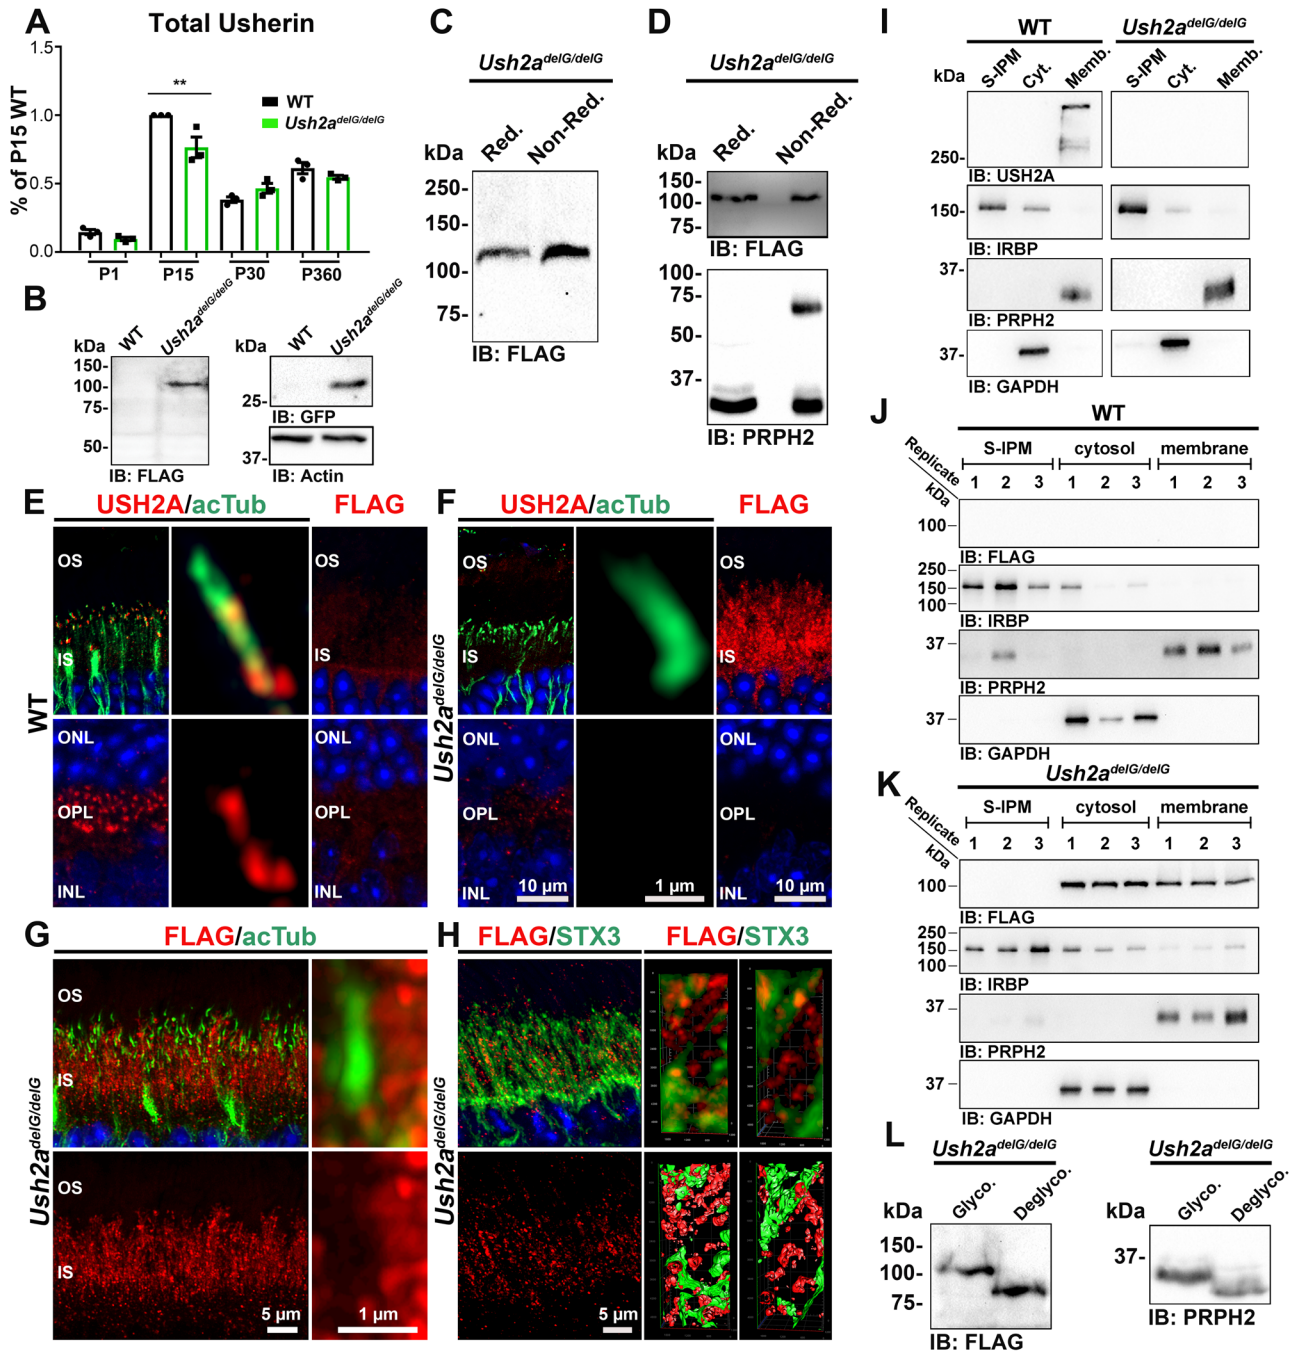 A
Total Usherin
% of P15 WT
1.5
1.0
0.5
0.0
**
WT
Ush2a^delG/delG
P1
P15
P30
P360
B
WT
Ush2a^delG/delG
kDa
150-
100-
75-
50-
IB: FLAG
WT
Ush2a^delG/delG
kDa
25-
IB: GFP
37-
IB: Actin
C
Ush2a^delG/delG
Red.
Non-Red.
kDa
250-
150-
100-
75-
IB: FLAG
D
Ush2a^delG/delG
Red.
Non-Red.
kDa
150-
100-
75-
IB: FLAG
100-
75-
50-
37-
IB: PRPH2
E
USH2A/acTub
FLAG
WT
OS
IS
OS
IS
ONL
OPL
INL
ONL
OPL
INL
F
USH2A/acTub
FLAG
Ush2a^delG/delG
OS
IS
OS
IS
ONL
OPL
INL
10 µm
1 µm
ONL
OPL
INL
10 µm
G
FLAG/acTub
Ush2a^delG/delG
OS
IS
OS
IS
5 µm
1 µm
H
FLAG/STX3
FLAG/STX3
Ush2a^delG/delG
5 µm
I
WT
Ush2a^delG/delG
kDa
S-IPM
Cyt.
Memb.
S-IPM
Cyt.
Memb.
250-
IB: USH2A
150-
IB: IRBP
37-
IB: PRPH2
37-
IB: GAPDH
J
WT
Replicate
kDa
S-IPM
cytosol
membrane
1 2 3 1 2 3 1 2 3
100
IB: FLAG
250
150
100
IB: IRBP
37
IB: PRPH2
37
IB: GAPDH
K
Ush2a^delG/delG
Replicate
kDa
S-IPM
cytosol
membrane
1 2 3 1 2 3 1 2 3
100
IB: FLAG
250
150
100
IB: IRBP
37
IB: PRPH2
37
IB: GAPDH
L
Ush2a^delG/delG
kDa
Glyco.
Deglyco.
150-
100-
75-
IB: FLAG
Ush2a^delG/delG
kDa
Glyco.
Deglyco.
37-
IB: PRPH2